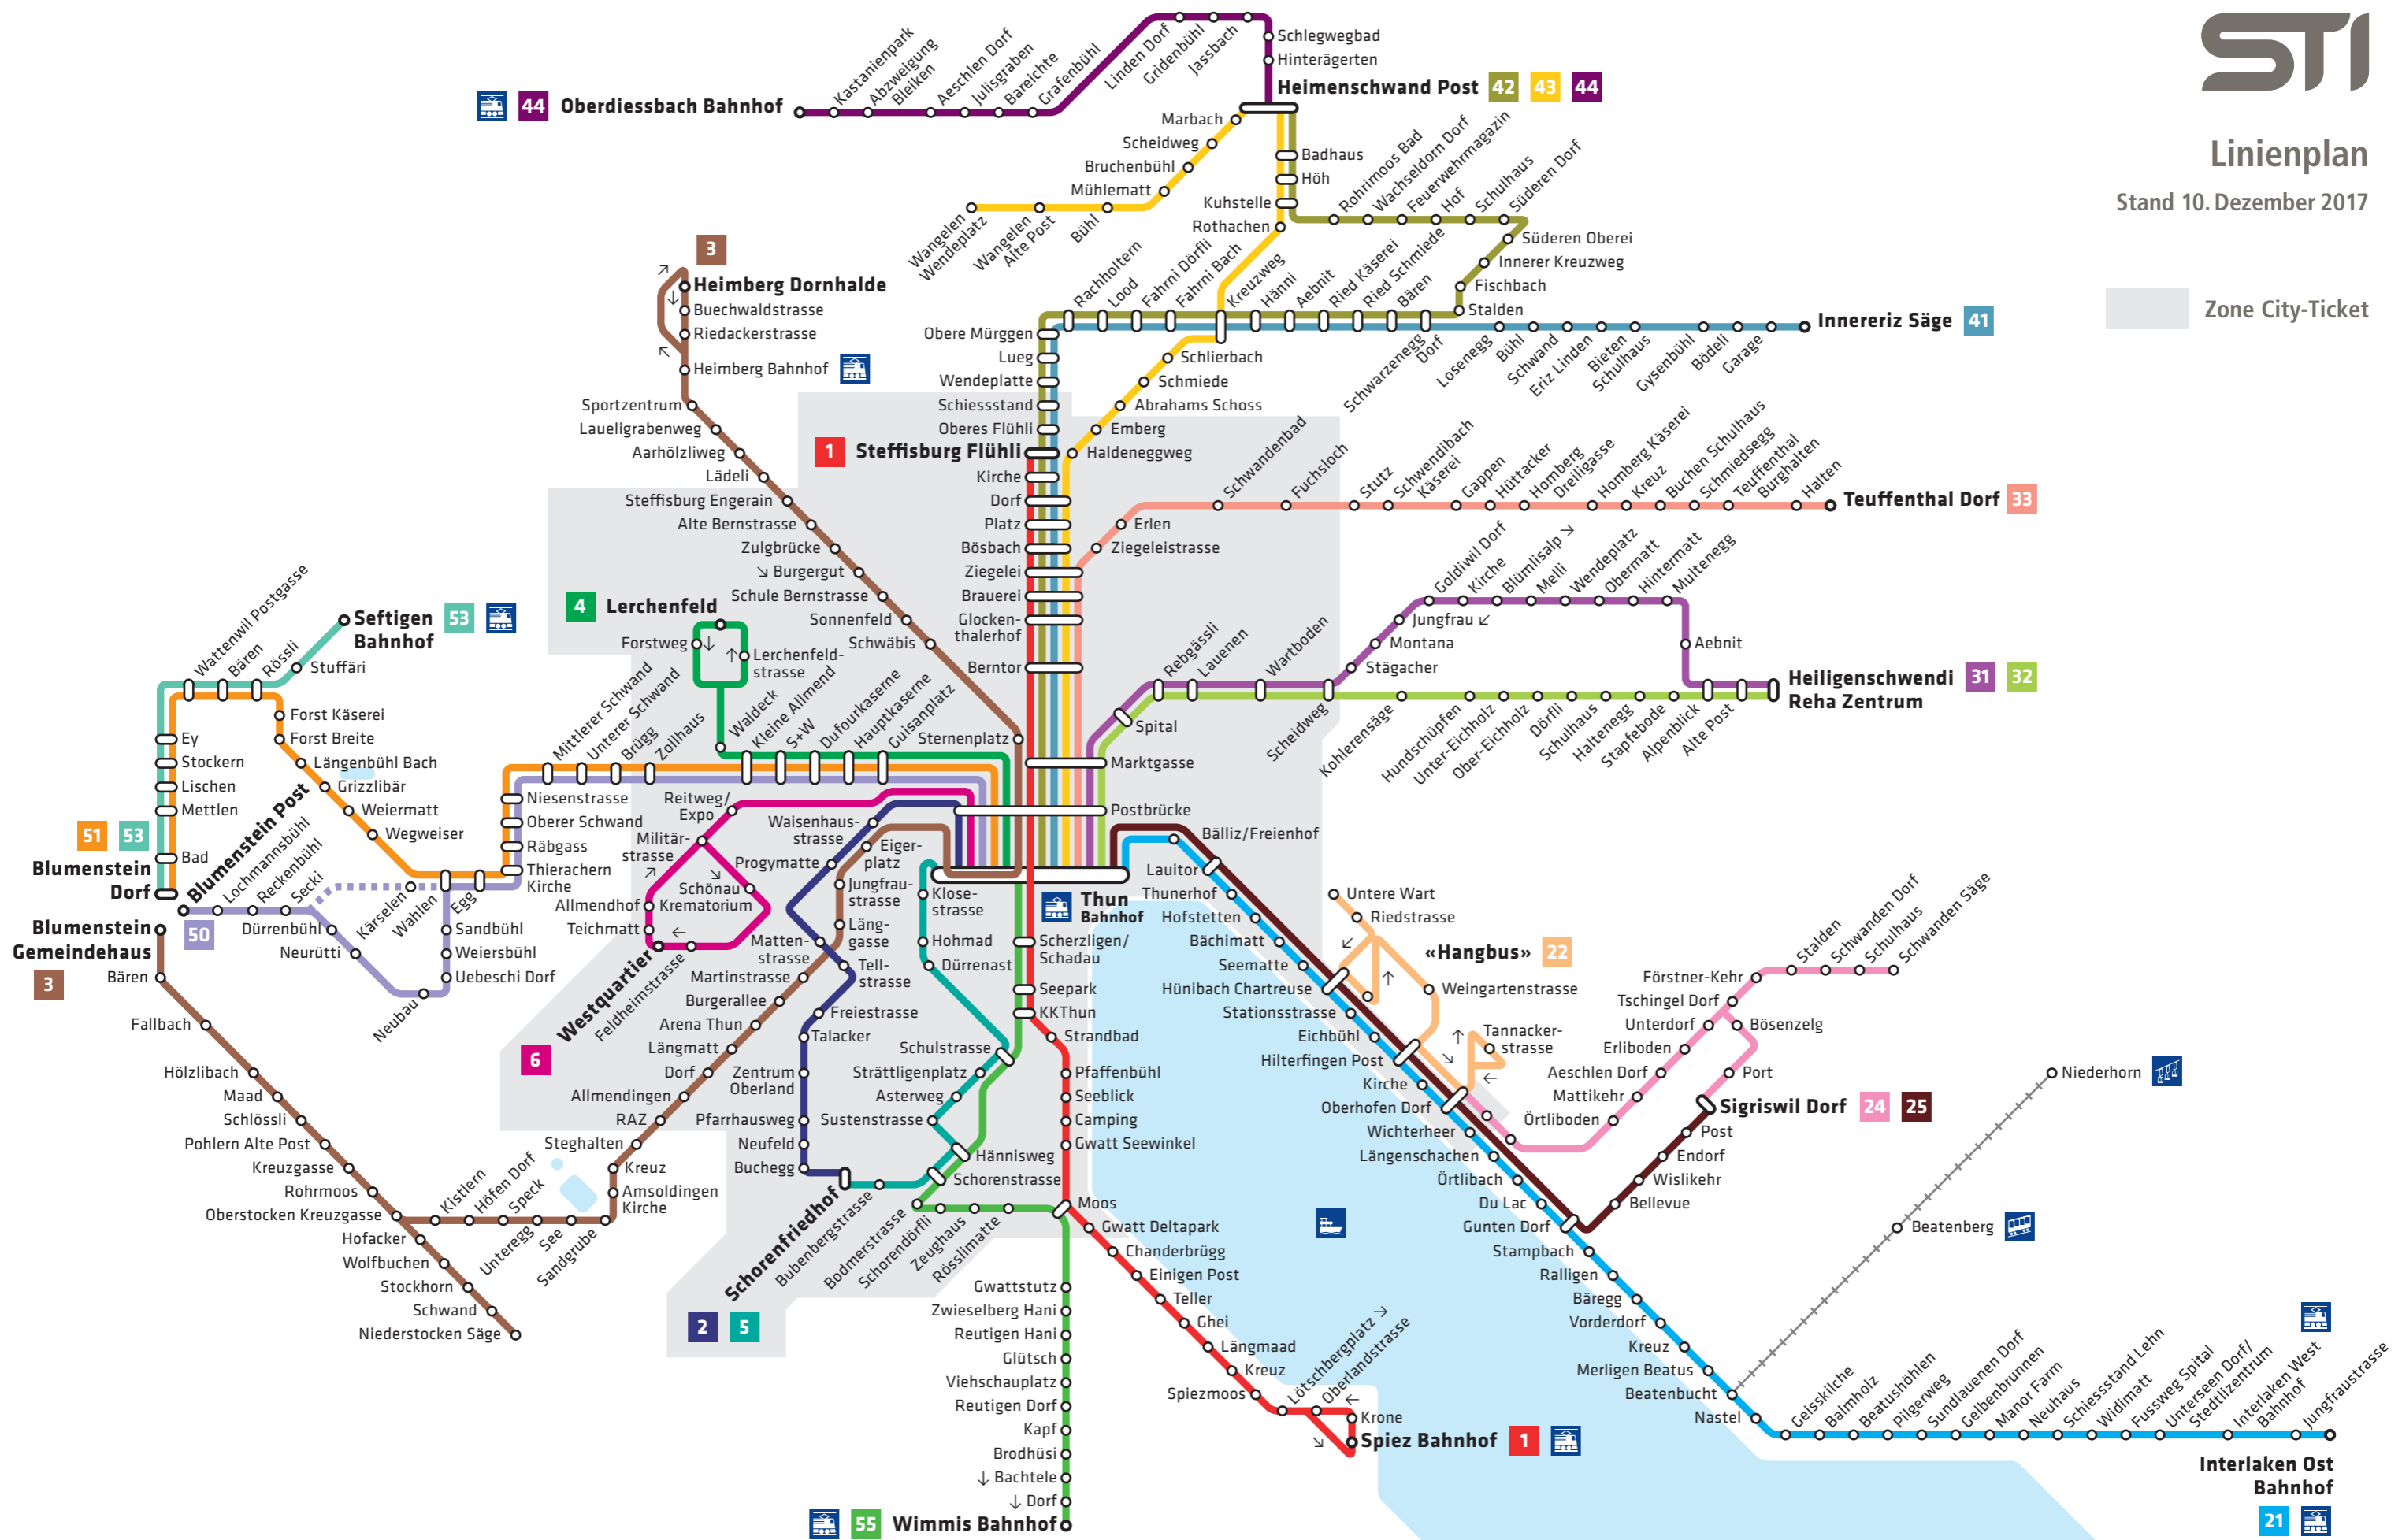 STI
Linienplan
Stand 10. Dezember 2017
Zone City-Ticket
44 Oberdiessbach Bahnhof
Kastanienpark
Abzweigung
Bleiken
Aeschlen Dorf
Julisgraben
Bareichte
Grafenbühl
Linden Dorf
Gridenbühl
Jassbach
Schlegwegbad
Hinterägerten
Heimenschwand Post 42 43 44
Marbach
Scheidweg
Bruchenbühl
Mühlematt
Bühl
Wangelen
Alte Post
Wangelen
Wendeplatz
Badhaus
Höh
Kuhstelle
Rothachen
Rohrimoos Bad
Wachseldorn Dorf
Feuerwehrmagazin
Hof
Schulhaus
Süderen Dorf
Süderen Oberei
Innerer Kreuzweg
Fischbach
Stalden
Rachholtern
Lood
Fahrni Dörfli
Fahrni Bach
Kreuzweg
Hänni
Aebnit
Ried Käserei
Ried Schmiede
Bären
Schwarzenegg
Dorf
Losenegg
Bühl
Schwand
Eriz Linden
Bieten
Schulhaus
Gysenbühl
Bödeli
Garage
Innereriz Säge 41
Obere Mürggen
Lueg
Wendeplatte
Schiessstand
Oberes Flühli
1 Steffisburg Flühli
Kirche
Dorf
Platz
Bösbach
Ziegelei
Brauerei
Glocken-
thalerhof
Berntor
Schlierbach
Schmiede
Abrahams Schoss
Emberg
Haldeneggweg
3
Heimberg Dornhalde
Buechwaldstrasse
Riedackerstrasse
Heimberg Bahnhof
Sportzentrum
Laueligrabenweg
Aarhölzliweg
Lädeli
Steffisburg Engerain
Alte Bernstrasse
Zulgbrücke
↘ Burgergut
Schule Bernstrasse
Sonnenfeld
Schwäbis
Sternenplatz
Erlen
Ziegeleistrasse
Schwandenbad
Fuchsloch
Stutz
Schwendibach
Käserei
Gappen
Hüttacker
Homberg
Dreiligasse
Homberg Käserei
Kreuz
Buchen Schulhaus
Schmiedsegg
Teuffenthal
Burghalten
Halten
Teuffenthal Dorf 33
Goldiwil Dorf
Kirche
Blümlisalp ↘
Melli
Wendeplatz
Obermatt
Hintermatt
Multenegg
Jungfrau ↙
Montana
Stägacher
Aebnit
Rebgässli
Lauenen
Wartboden
Spital
Scheidweg
Kohlerensäge
Hundschüpfen
Unter-Eichholz
Ober-Eichholz
Dörfli
Schulhaus
Haltenegg
Stapfebode
Alpenblick
Alte Post
Heiligenschwendi 31 32
Reha Zentrum
Marktgasse
Postbrücke
4 Lerchenfeld
Forstweg
Lerchenfeld-
strasse
Waldeck
Kleine Allmend
S+W
Dufourkaserne
Hauptkaserne
Guisanplatz
Mittlerer Schwand
Unterer Schwand
Brügg
Zollhaus
Niesenstrasse
Oberer Schwand
Räbgass
Thierachern
Kirche
Seftigen 53
Bahnhof
Stuffäri
Wattenwil Postgasse
Bären
Rössli
Forst Käserei
Forst Breite
Längenbühl Bach
Grizzlibär
Weiermatt
Wegweiser
Ey
Stockern
Lischen
Mettlen
Bad
51 53
Blumenstein
Dorf
Blumenstein Post
50
Lochmannsbühl
Reckenbühl
Secki
Dürrenbühl
Neurütti
Kärselen
Wahlen
Egg
Sandbühl
Weiersbühl
Uebeschi Dorf
Neubau
Blumenstein
Gemeindehaus
3
Bären
Fallbach
Hölzlibach
Maad
Schlössli
Pohlern Alte Post
Kreuzgasse
Rohrmoos
Oberstocken Kreuzgasse
Hofacker
Wolfbuchen
Stockhorn
Schwand
Niederstocken Säge
Kistlern
Höfen Dorf
Speck
Unteregg
See
Sandgrube
Amsoldingen
Kirche
Kreuz
Steghalten
RAZ
Allmendingen
Dorf
Längmatt
Arena Thun
Burgerallee
Martinstrasse
Läng-
gasse
Jungfrau-
strasse
Eiger-
platz
Reitweg/
Expo
Militär-
strasse
Schönau
Krematorium
Allmendhof
Teichmatt
Westquartier
Feldheimstrasse
6
Waisenhaus-
strasse
Progymatte
Matten-
strasse
Tell-
strasse
Freiestrasse
Talacker
Zentrum
Oberland
Pfarrhausweg
Neufeld
Buchegg
Schorenfriedhof
2 5
Bubenbergstrasse
Klose-
strasse
Hohmad
Dürrenast
Schulstrasse
Strättligenplatz
Asterweg
Sustenstrasse
Hännisweg
Schorenstrasse
Bodmerstrasse
Schorendörfli
Zeughaus
Rösslimatte
Thun
Bahnhof
Scherzligen/
Schadau
Seepark
KKThun
Strandbad
Pfaffenbühl
Seeblick
Camping
Gwatt Seewinkel
Moos
Gwatt Deltapark
Chanderbrügg
Einigen Post
Teller
Ghei
Längmaad
Kreuz
Spiezmoos
Lötschbergplatz ↘
Oberlandstrasse
Krone
Spiez Bahnhof 1
Gwattstutz
Zwieselberg Hani
Reutigen Hani
Glütsch
Viehschauplatz
Reutigen Dorf
Kapf
Brodhüsi
↓ Bachtele
↓ Dorf
55 Wimmis Bahnhof
Bälliz/Freienhof
Lauitor
Thunerhof
Hofstetten
Bächimatt
Seematte
Hünibach Chartreuse
Stationsstrasse
Eichbühl
Hilterfingen Post
Kirche
Oberhofen Dorf
Wichterheer
Längenschachen
Örtlibach
Du Lac
Gunten Dorf
Stampbach
Ralligen
Bäregg
Vorderdorf
Kreuz
Merligen Beatus
Beatenbucht
Nastel
Untere Wart
Riedstrasse
«Hangbus» 22
Weingartenstrasse
Tannacker-
strasse
Stalden
Schwanden Dorf
Schulhaus
Schwanden Säge
Förstner-Kehr
Tschingel Dorf
Unterdorf
Erliboden
Aeschlen Dorf
Mattikehr
Örtliboden
Bösenzelg
Port
Sigriswil Dorf 24 25
Post
Endorf
Wislikehr
Bellevue
Niederhorn
Beatenberg
Geisskilche
Balmholz
Beatushöhlen
Pilgerweg
Sundlauenen Dorf
Gelbenbrunnen
Manor Farm
Neuhaus
Schiessstand Lehn
Widimatt
Fussweg Spital
Unterseen Dorf/
Stedtlizentrum
Interlaken West
Bahnhof
Jungfraustrasse
Interlaken Ost
Bahnhof
21